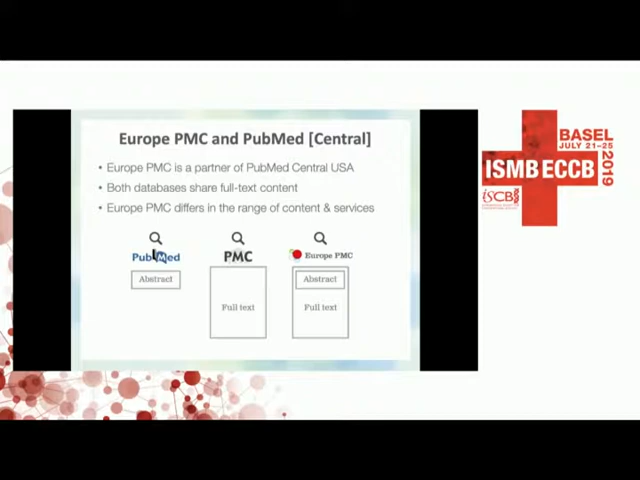 Europe PMC and PubMed [Central]
• Europe PMC is a partner of PubMed Central USA
• Both databases share full-text content
• Europe PMC differs in the range of content & services
PubMed
PMC
Europe PMC
Abstract
Abstract
Full text
Full text
BASEL
JULY 21-25
ISMB ECCB
2019
ISCB